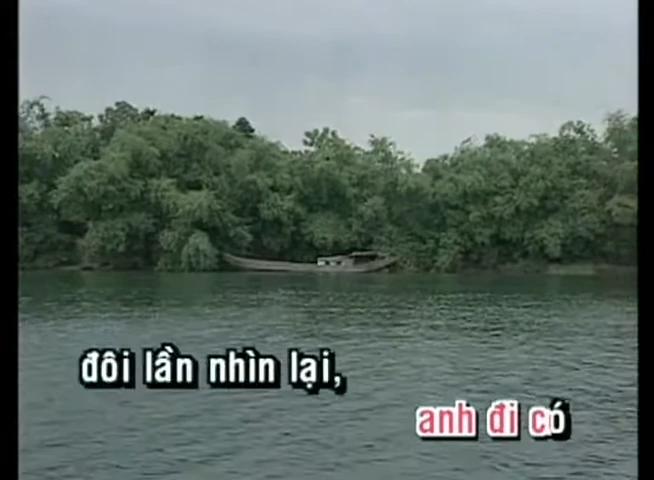 đôi lần nhìn lại,
anh đi có